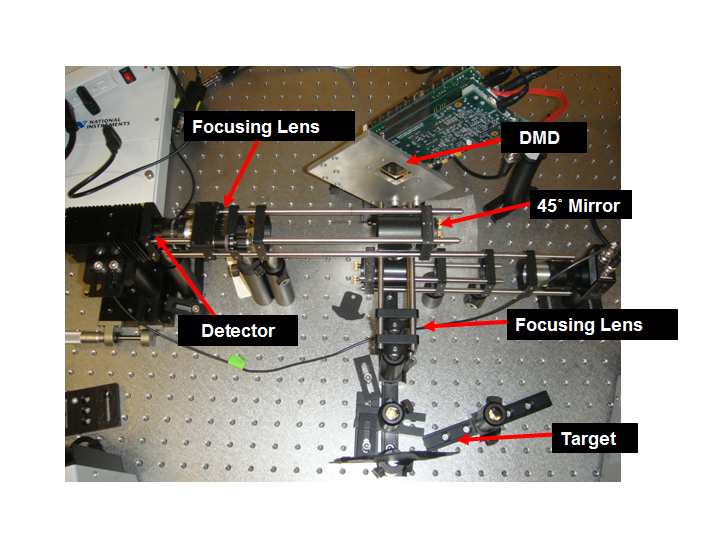 NATIONAL
INSTRUMENTS
Focusing Lens
DMD
45˚ Mirror
Detector
Focusing Lens
Target